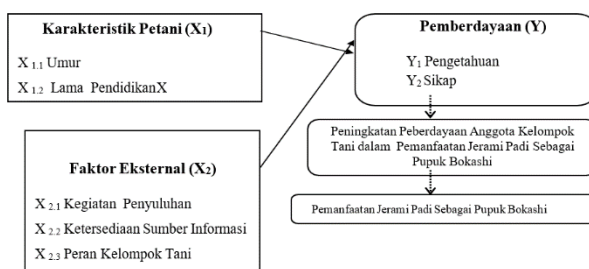 Karakteristik Petani (X₁)
X 1.1 Umur
X 1.2 Lama PendidikanX
Faktor Eksternal (X₂)
X 2.1 Kegiatan Penyuluhan
X 2.2 Ketersediaan Sumber Informasi
X 2.3 Peran Kelompok Tani
Pemberdayaan (Y)
Y₁ Pengetahuan
Y₂ Sikap
Peningkatan Peberdayaan Anggota Kelompok
Tani dalam Pemanfaatan Jerami Padi Sebagai
Pupuk Bokashi
Pemanfaatan Jerami Padi Sebagai Pupuk Bokashi